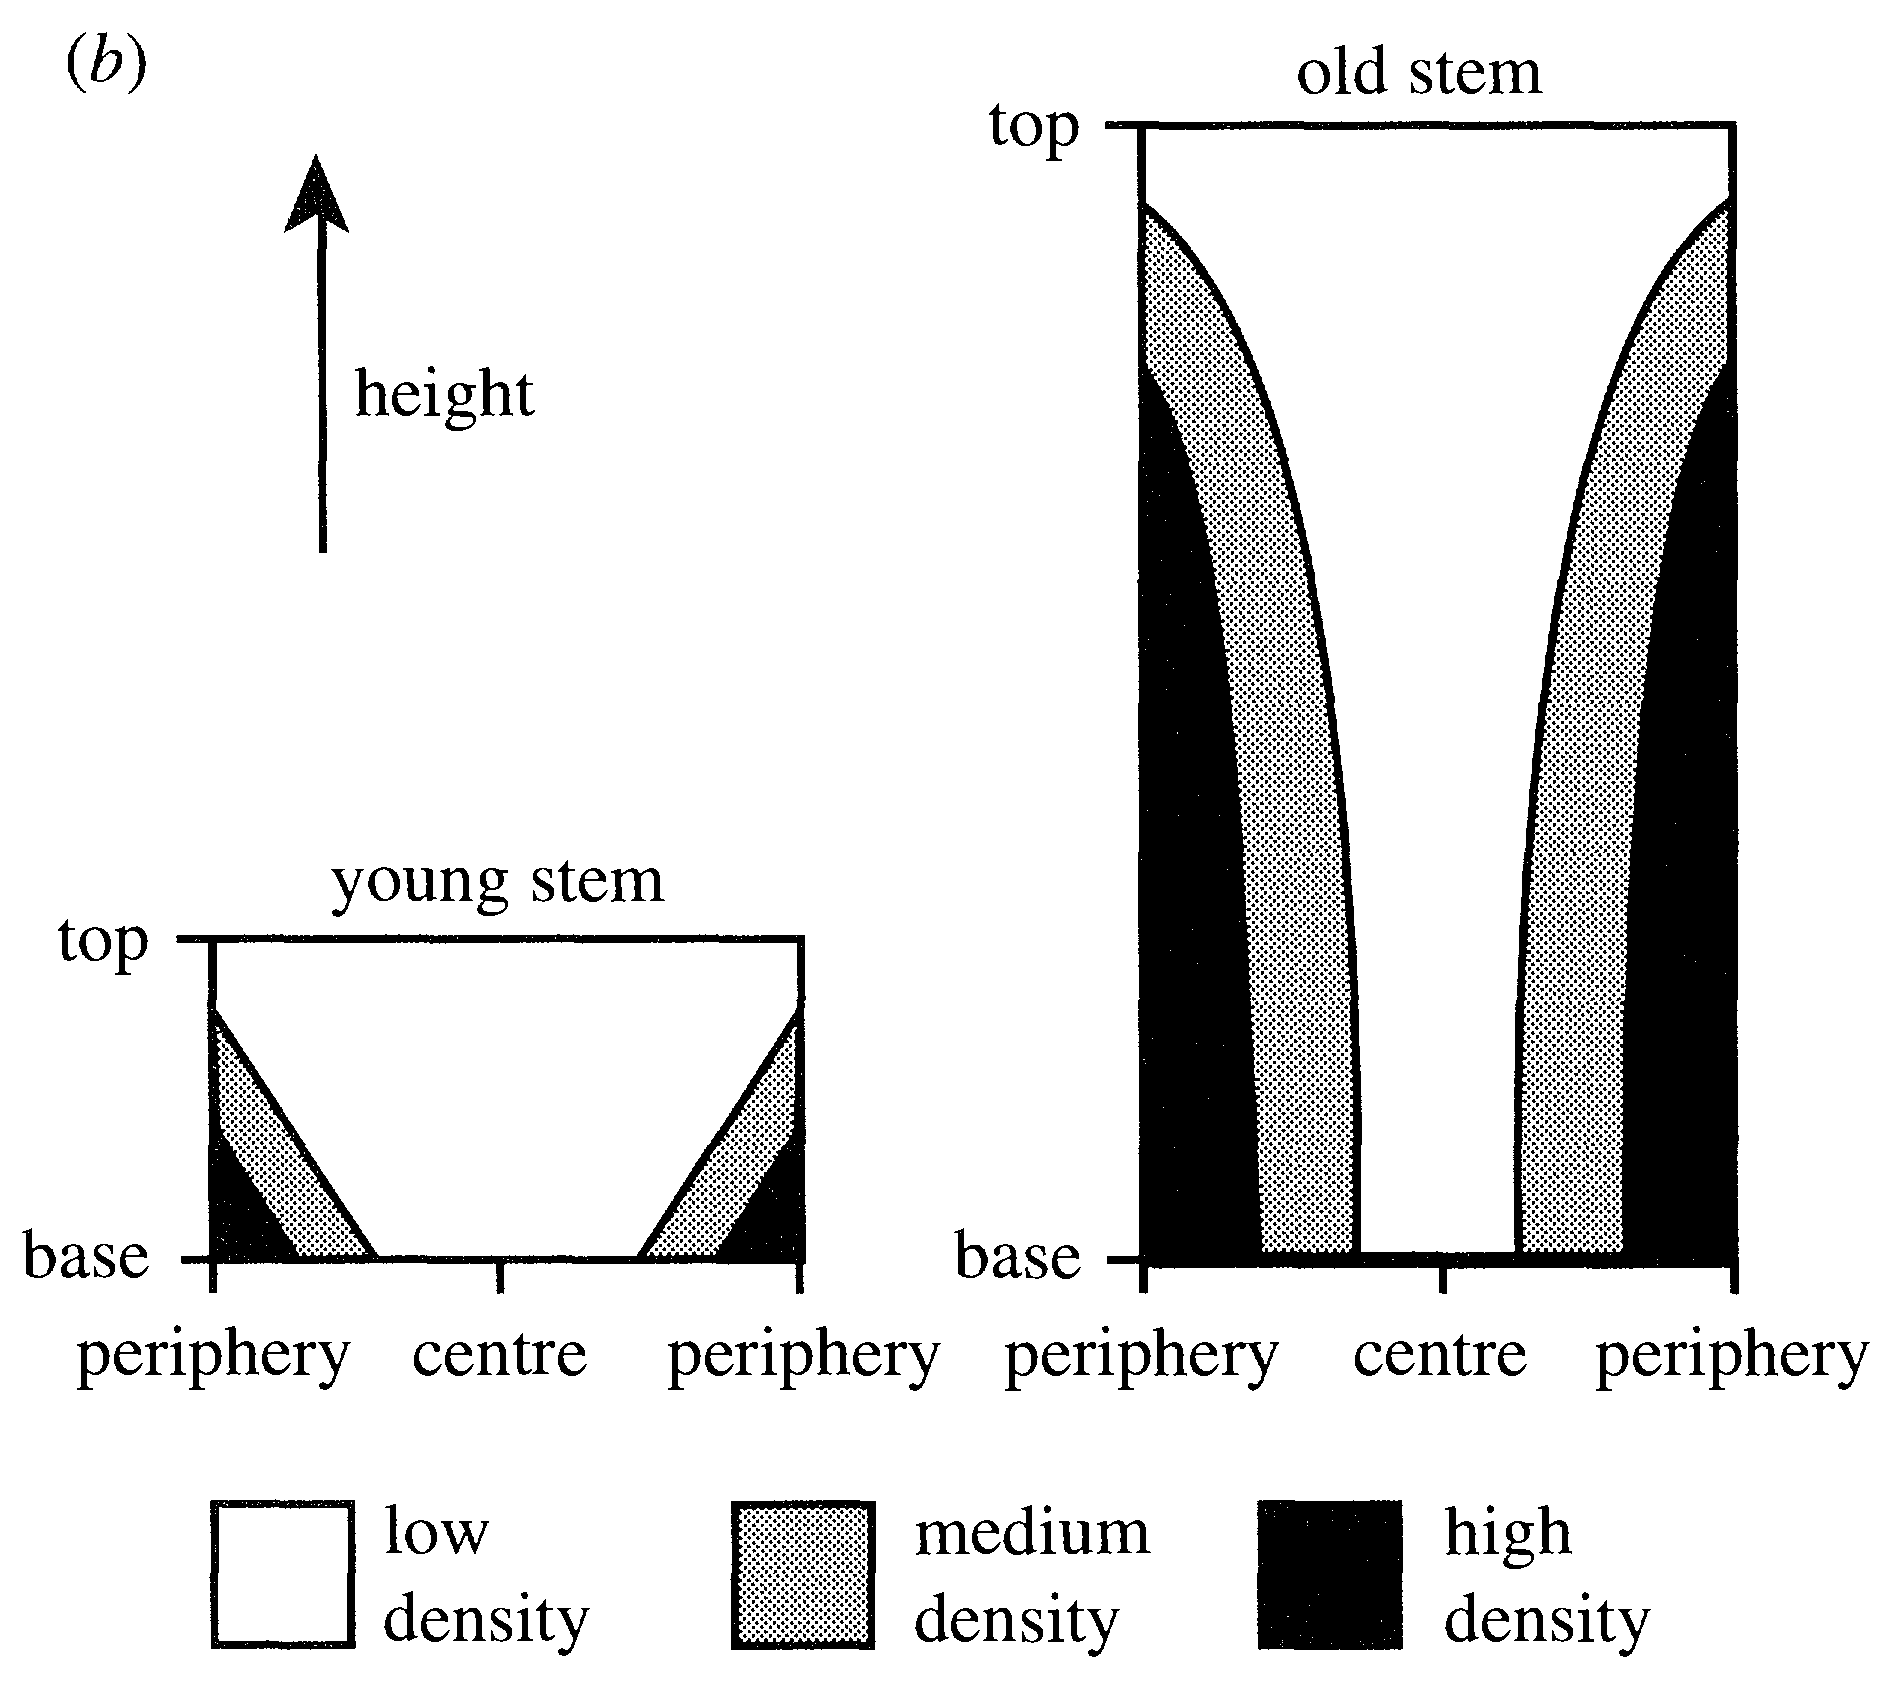 (b)
old stem
top
height
young stem
top
base
base
periphery centre periphery
periphery centre periphery
low
density
medium
density
high
density